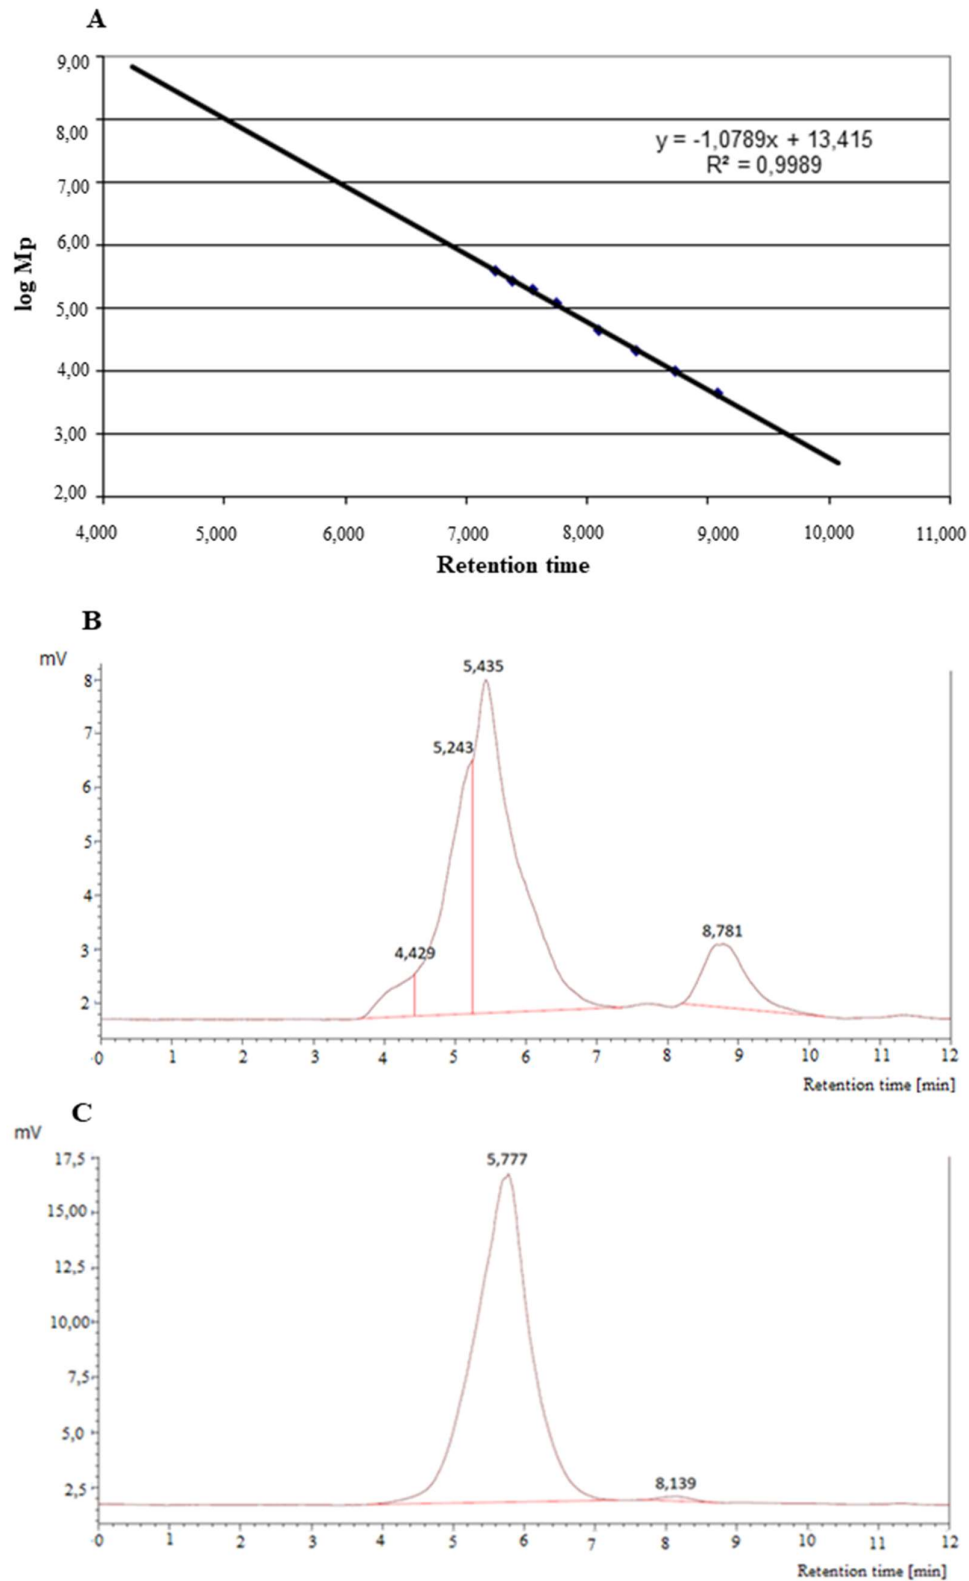 A
9,00
8,00
7,00
6,00
5,00
4,00
3,00
2,00
log Mp
y = -1,0789x + 13,415
R² = 0,9989
4,000 5,000 6,000 7,000 8,000 9,000 10,000 11,000
Retention time
B
mV
8
7
6
5
4
3
2
5,435
5,243
4,429
8,781
0 1 2 3 4 5 6 7 8 9 10 11 12
Retention time [min]
C
mV
17,5
15,00
12,5
10,00
7,5
5,0
2,5
5,777
8,139
0 1 2 3 4 5 6 7 8 9 10 11 12
Retention time [min]